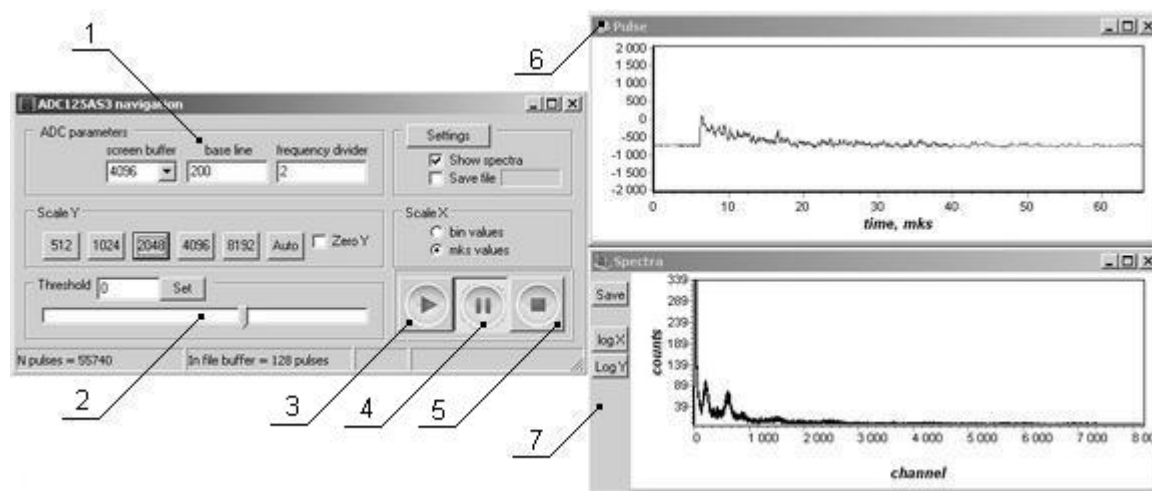 1
ADC125AS3 navigation
ADC parameters
screen buffer base line frequency divider
4096 200 2
Settings
Show spectra
Save file
Scale Y
512 1024 2048 4096 8192 Auto Zero Y
Scale X
bin values
mks values
Threshold 0 Set
N pulses = 55740 In file buffer = 128 pulses
2
3
4
5
6
Pulse
2 000
1 500
1 000
500
0
-500
-1 000
-1 500
-2 000
0 10 20 30 40 50 60
time, mks
7
Spectra
Save
log X
Log Y
counts
339
289
239
189
139
89
39
0 1 000 2 000 3 000 4 000 5 000 6 000 7 000 8 00
channel